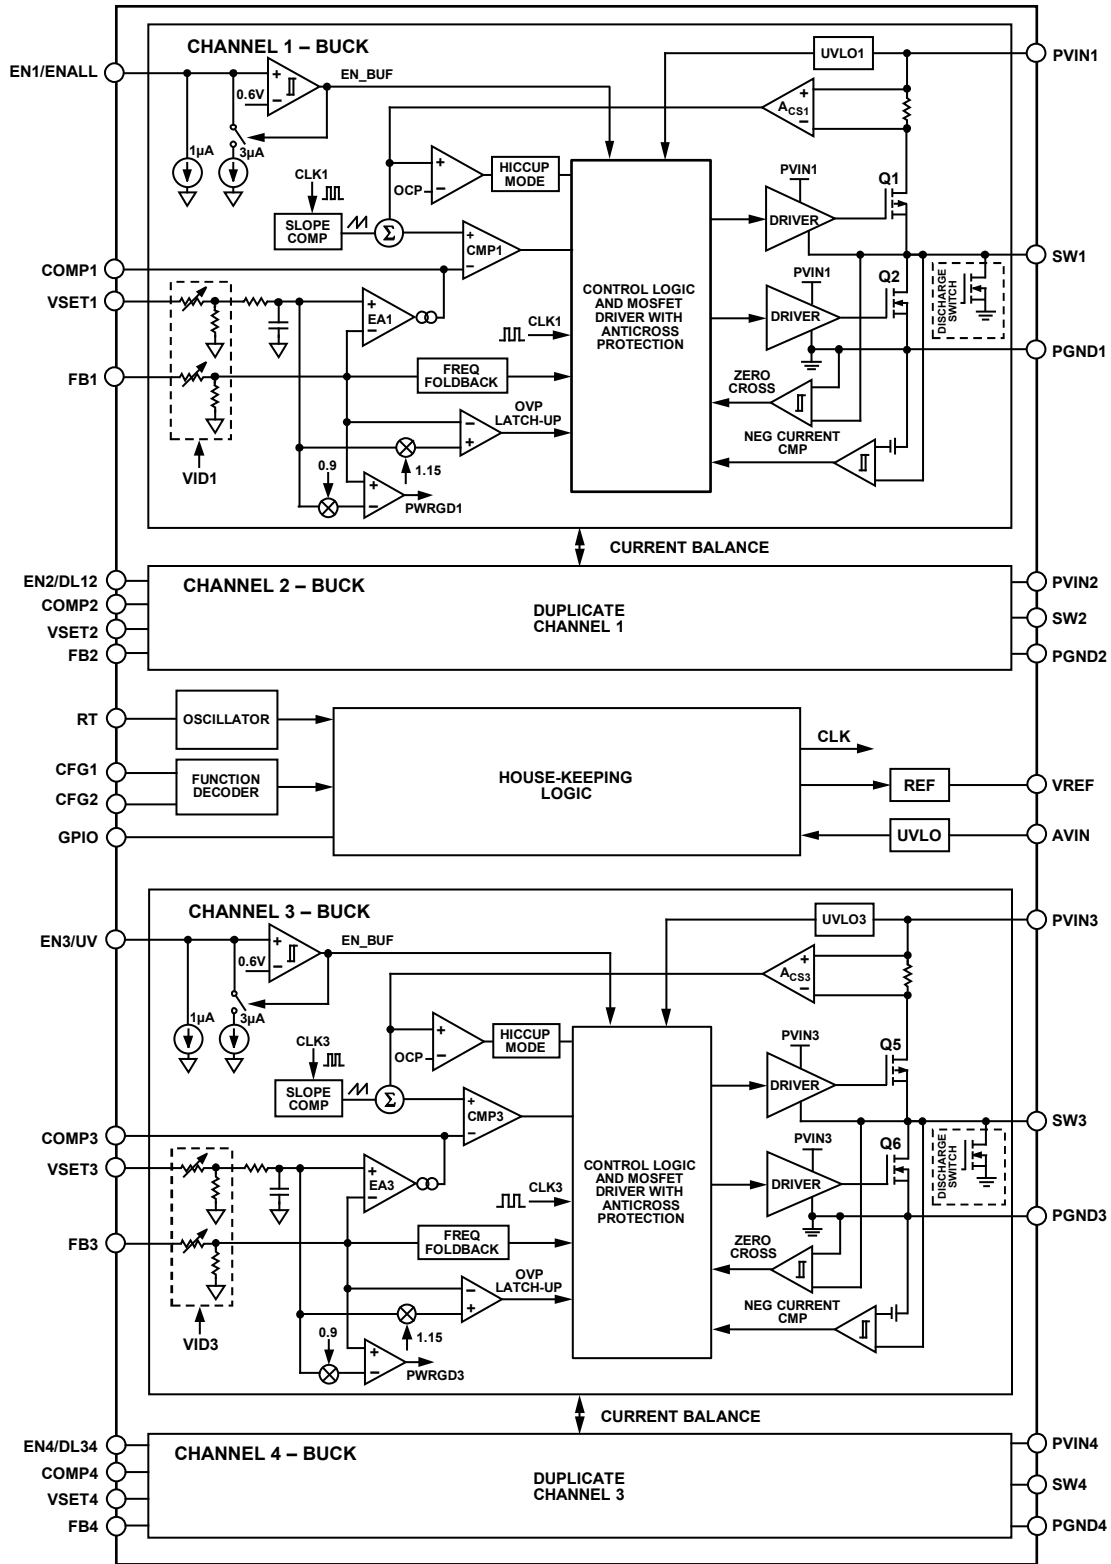 CHANNEL 1 – BUCK
EN1/ENALL
0.6V
+
–
EN_BUF
UVLO1
PVIN1
ACS1
+
–
1µA
3µA
CLK1
SLOPE
COMP
Σ
OCP
+
–
HICCUP
MODE
PVIN1
DRIVER
Q1
COMP1
+
–
CMP1
SW1
VSET1
+
–
EA1
CLK1
CONTROL LOGIC
AND MOSFET
DRIVER WITH
ANTICROSS
PROTECTION
PVIN1
DRIVER
Q2
DISCHARGE
SWITCH
PGND1
FB1
FREQ
FOLDBACK
ZERO
CROSS
OVP
LATCH-UP
–
+
1.15
NEG CURRENT
CMP
VID1
0.9
+
–
PWRGD1
CURRENT BALANCE
EN2/DL12
COMP2
VSET2
FB2
CHANNEL 2 – BUCK
DUPLICATE
CHANNEL 1
PVIN2
SW2
PGND2
RT
OSCILLATOR
CFG1
CFG2
FUNCTION
DECODER
GPIO
HOUSE-KEEPING
LOGIC
CLK
REF
VREF
UVLO
AVIN
CHANNEL 3 – BUCK
EN3/UV
0.6V
+
–
EN_BUF
UVLO3
PVIN3
ACS3
+
–
1µA
3µA
CLK3
SLOPE
COMP
Σ
OCP
+
–
HICCUP
MODE
PVIN3
DRIVER
Q5
COMP3
+
–
CMP3
SW3
VSET3
+
–
EA3
CLK3
CONTROL LOGIC
AND MOSFET
DRIVER WITH
ANTICROSS
PROTECTION
PVIN3
DRIVER
Q6
DISCHARGE
SWITCH
PGND3
FB3
FREQ
FOLDBACK
ZERO
CROSS
OVP
LATCH-UP
–
+
1.15
NEG CURRENT
CMP
VID3
0.9
+
–
PWRGD3
CURRENT BALANCE
EN4/DL34
COMP4
VSET4
FB4
CHANNEL 4 – BUCK
DUPLICATE
CHANNEL 3
PVIN4
SW4
PGND4